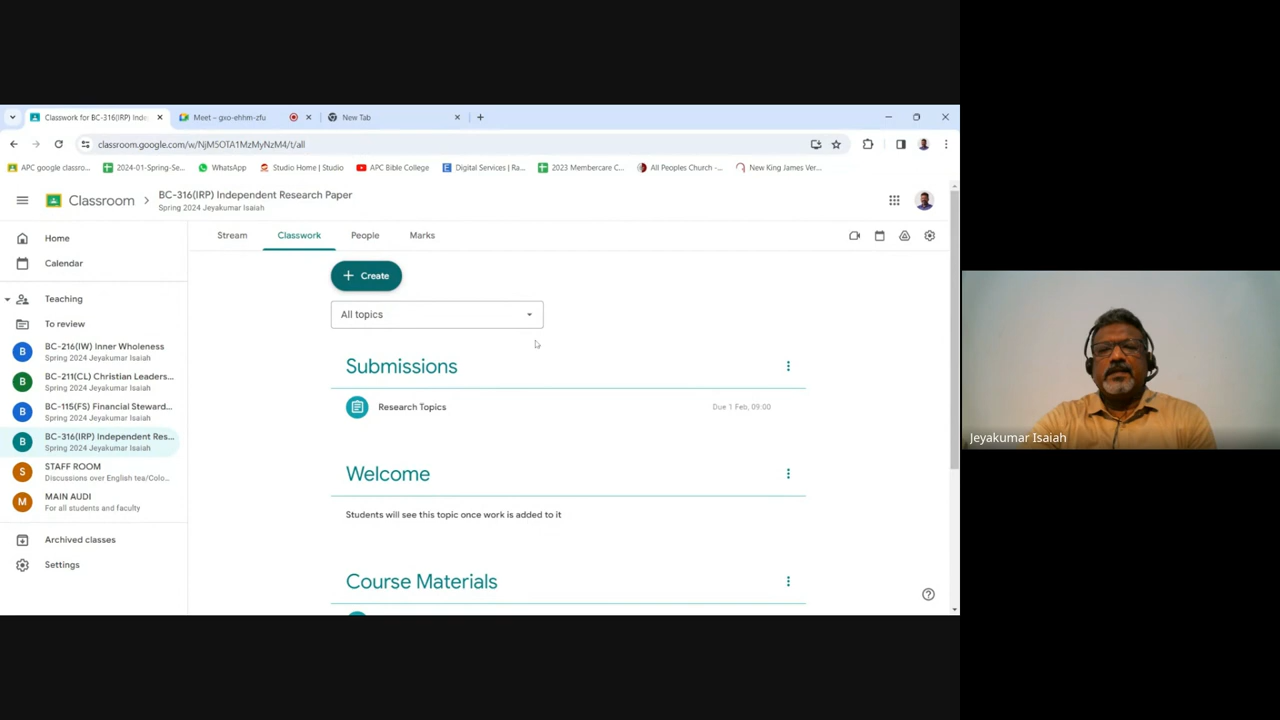 Classwork for BC-316(IRP) Inde
Meet – gxo-ehhm-zfu
New Tab
classroom.google.com/w/NjM5OTA1MzMyNzM4/t/all
APC google classro...
2024-01-Spring-Se...
WhatsApp
Studio Home | Studio
APC Bible College
Digital Services | Ra...
2023 Membercare C...
All Peoples Church -...
New King James Ver...
Classroom
BC-316(IRP) Independent Research Paper
Spring 2024 Jeyakumar Isaiah
Stream
Classwork
People
Marks
Home
Calendar
Teaching
To review
B
BC-216(IW) Inner Wholeness
Spring 2024 Jeyakumar Isaiah
B
BC-211(CL) Christian Leaders...
Spring 2024 Jeyakumar Isaiah
B
BC-115(FS) Financial Steward...
Spring 2024 Jeyakumar Isaiah
B
BC-316(IRP) Independent Res...
Spring 2024 Jeyakumar Isaiah
S
STAFF ROOM
Discussions over English tea/Colo...
M
MAIN AUDI
For all students and faculty
Archived classes
Settings
+ Create
All topics
Submissions
Research Topics
Due 1 Feb, 09:00
Welcome
Students will see this topic once work is added to it
Course Materials
Jeyakumar Isaiah